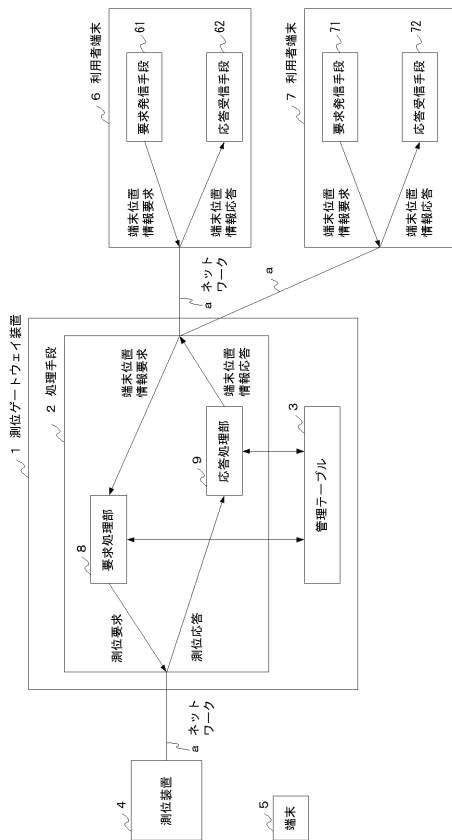 1 測位ゲートウェイ装置
2 処理手段
8
要求処理部
9
応答処理部
3
管理テーブル
測位要求
測位応答
端末位置
情報要求
端末位置
情報応答
4
測位装置
5
端末
a
ネット
ワーク
a
ネット
ワーク
a
6 利用者端末
61
要求発信手段
62
応答受信手段
端末位置
情報要求
端末位置
情報応答
7 利用者端末
71
要求発信手段
72
応答受信手段
端末位置
情報要求
端末位置
情報応答